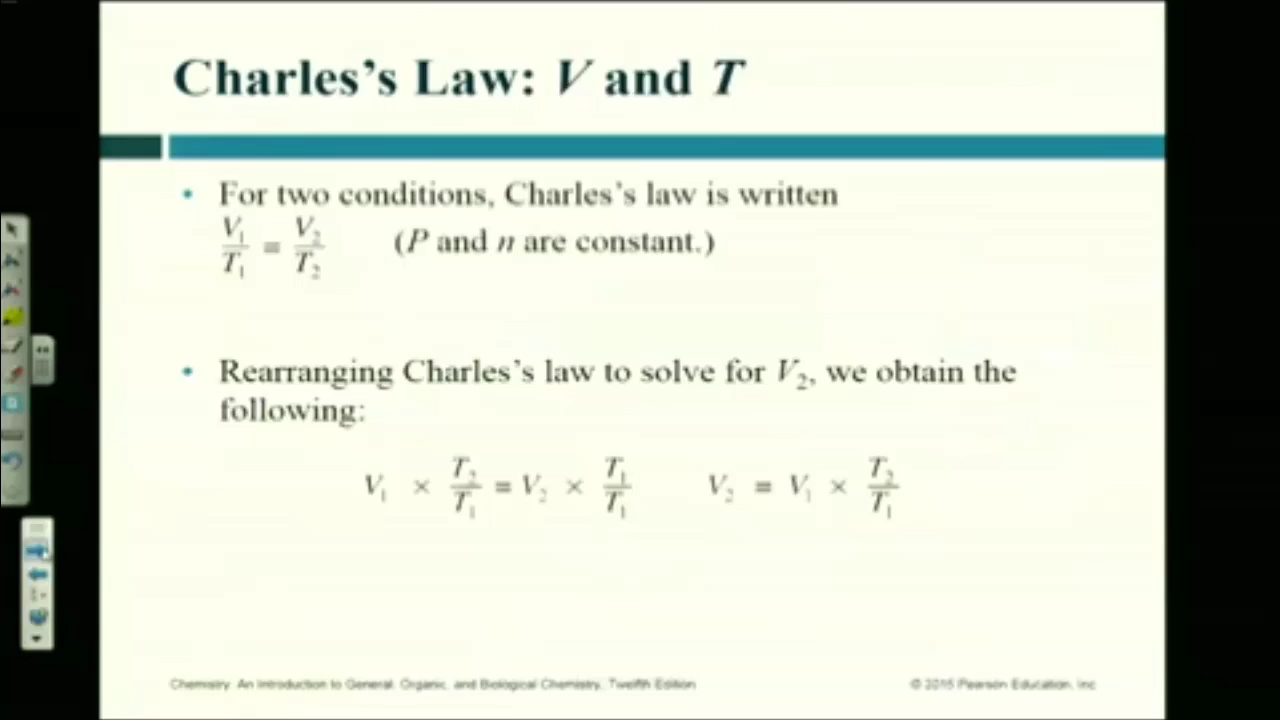 Charles's Law: V and T
• For two conditions, Charles's law is written
V₁/T₁ = V₂/T₂ (P and n are constant.)
• Rearranging Charles's law to solve for V₂, we obtain the
following:
V₁ × T₂/T₁ = V₂ × T₁/T₁ V₂ = V₁ × T₂/T₁
Chemistry: An Introduction to General, Organic, and Biological Chemistry, Twelfth Edition © 2015 Pearson Education, Inc